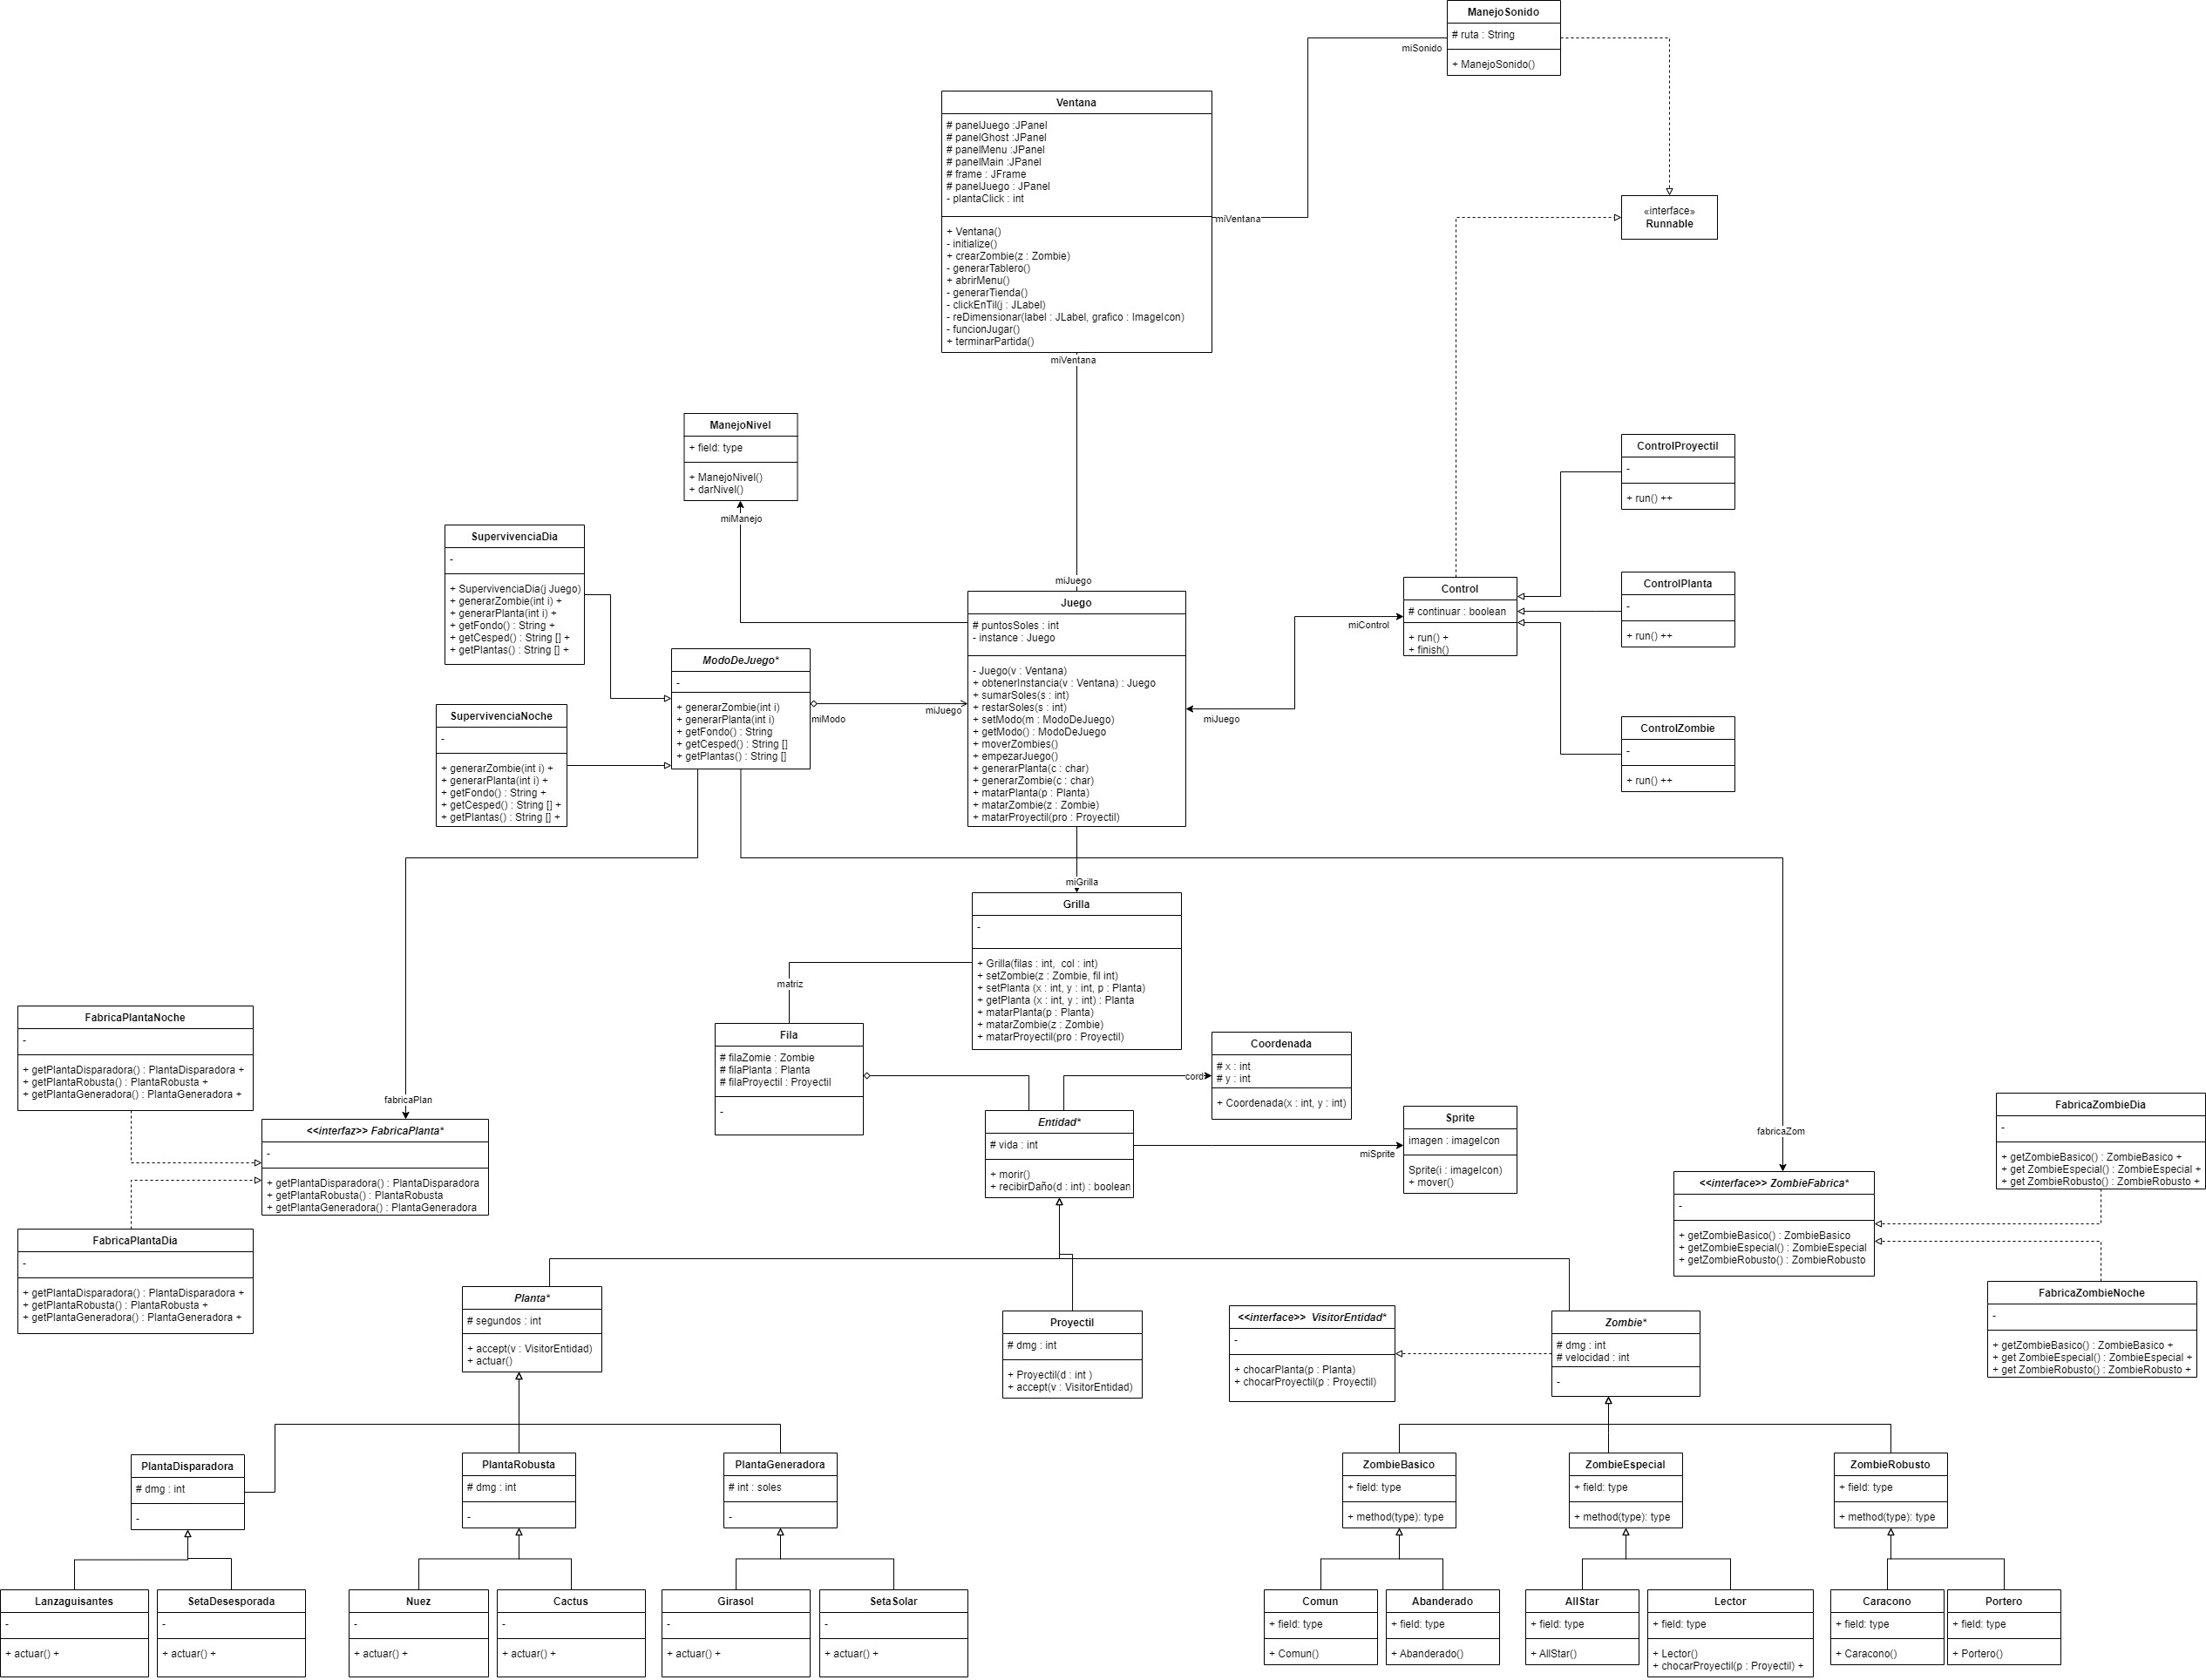 ManejoSonido
# ruta : String
+ ManejoSonido()
miSonido
Ventana
# panelJuego :JPanel
# panelGhost :JPanel
# panelMenu :JPanel
# panelMain :JPanel
# frame : JFrame
# panelJuego : JPanel
- plantaClick : int
+ Ventana()
- initialize()
+ crearZombie(z : Zombie)
- generarTablero()
+ abrirMenu()
- generarTienda()
- clickEnTil(j : JLabel)
- reDimensionar(label : JLabel, grafico : ImageIcon)
- funcionJugar()
+ terminarPartida()
miVentana
miVentana
«interface»
Runnable
ManejoNivel
+ field: type
+ ManejoNivel()
+ darNivel()
miManejo
ControlProyectil
-
+ run() ++
SupervivenciaDia
-
+ SupervivenciaDia(j Juego)
+ generarZombie(int i) +
+ generarPlanta(int i) +
+ getFondo() : String +
+ getCesped() : String [] +
+ getPlantas() : String [] +
miJuego
Juego
# puntosSoles : int
- instance : Juego
- Juego(v : Ventana)
+ obtenerInstancia(v : Ventana) : Juego
+ sumarSoles(s : int)
+ restarSoles(s : int)
+ setModo(m : ModoDeJuego)
+ getModo() : ModoDeJuego
+ moverZombies()
+ empezarJuego()
+ generarPlanta(c : char)
+ generarZombie(c : char)
+ matarPlanta(p : Planta)
+ matarZombie(z : Zombie)
+ matarProyectil(pro : Proyectil)
miControl
miJuego
Control
# continuar : boolean
+ run() +
+ finish()
ControlPlanta
-
+ run() ++
ControlZombie
-
+ run() ++
ModoDeJuego*
-
+ generarZombie(int i)
+ generarPlanta(int i)
+ getFondo() : String
+ getCesped() : String []
+ getPlantas() : String []
miModo
miJuego
SupervivenciaNoche
-
+ generarZombie(int i) +
+ generarPlanta(int i) +
+ getFondo() : String +
+ getCesped() : String [] +
+ getPlantas() : String [] +
miGrilla
Grilla
-
+ Grilla(filas : int,  col : int)
+ setZombie(z : Zombie, fil int)
+ setPlanta (x : int, y : int, p : Planta)
+ getPlanta (x : int, y : int) : Planta
+ matarPlanta(p : Planta)
+ matarZombie(z : Zombie)
+ matarProyectil(pro : Proyectil)
matriz
Fila
# filaZomie : Zombie
# filaPlanta : Planta
# filaProyectil : Proyectil
-
Coordenada
# x : int
# y : int
+ Coordenada(x : int, y : int)
cord
FabricaPlantaNoche
-
+ getPlantaDisparadora() : PlantaDisparadora +
+ getPlantaRobusta() : PlantaRobusta +
+ getPlantaGeneradora() : PlantaGeneradora +
fabricaPlan
<<interfaz>> FabricaPlanta*
-
+ getPlantaDisparadora() : PlantaDisparadora
+ getPlantaRobusta() : PlantaRobusta
+ getPlantaGeneradora() : PlantaGeneradora
FabricaPlantaDia
-
+ getPlantaDisparadora() : PlantaDisparadora +
+ getPlantaRobusta() : PlantaRobusta +
+ getPlantaGeneradora() : PlantaGeneradora +
Entidad*
# vida : int
+ morir()
+ recibirDaño(d : int) : boolean
miSprite
Sprite
imagen : imageIcon
Sprite(i : imageIcon)
+ mover()
fabricaZom
<<interface>> ZombieFabrica*
-
+ getZombieBasico() : ZombieBasico
+ getZombieEspecial() : ZombieEspecial
+ getZombieRobusto() : ZombieRobusto
FabricaZombieDia
-
+ getZombieBasico() : ZombieBasico +
+ get ZombieEspecial() : ZombieEspecial +
+ get ZombieRobusto() : ZombieRobusto +
FabricaZombieNoche
-
+ getZombieBasico() : ZombieBasico +
+ get ZombieEspecial() : ZombieEspecial +
+ get ZombieRobusto() : ZombieRobusto +
Planta*
# segundos : int
+ accept(v : VisitorEntidad)
+ actuar()
Proyectil
# dmg : int
+ Proyectil(d : int )
+ accept(v : VisitorEntidad)
<<interface>>  VisitorEntidad*
-
+ chocarPlanta(p : Planta)
+ chocarProyectil(p : Proyectil)
Zombie*
# dmg : int
# velocidad : int
-
PlantaDisparadora
# dmg : int
-
PlantaRobusta
# dmg : int
-
PlantaGeneradora
# int : soles
-
ZombieBasico
+ field: type
+ method(type): type
ZombieEspecial
+ field: type
+ method(type): type
ZombieRobusto
+ field: type
+ method(type): type
Lanzaguisantes
-
+ actuar() +
SetaDesesporada
-
+ actuar() +
Nuez
-
+ actuar() +
Cactus
-
+ actuar() +
Girasol
-
+ actuar() +
SetaSolar
-
+ actuar() +
Comun
+ field: type
+ Comun()
Abanderado
+ field: type
+ Abanderado()
AllStar
+ field: type
+ AllStar()
Lector
+ field: type
+ Lector()
+ chocarProyectil(p : Proyectil) +
Caracono
+ field: type
+ Caracono()
Portero
+ field: type
+ Portero()